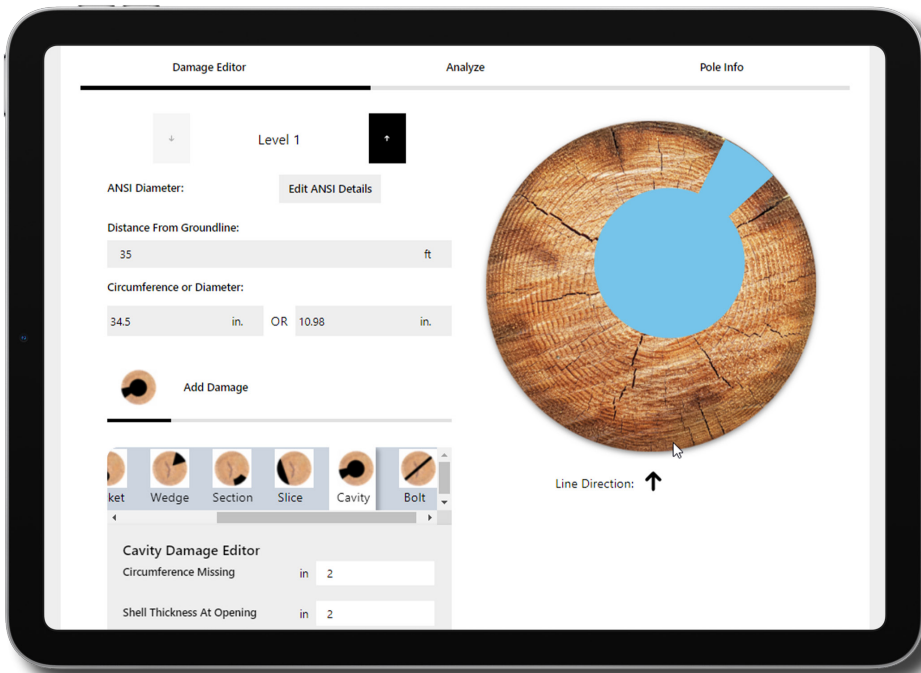 Damage Editor
Analyze
Pole Info
Level 1
ANSI Diameter:
Edit ANSI Details
Distance From Groundline:
35 ft
Circumference or Diameter:
34.5 in. OR 10.98 in.
Add Damage
ket Wedge Section Slice Cavity Bolt
Line Direction:
Cavity Damage Editor
Circumference Missing in 2
Shell Thickness At Opening in 2